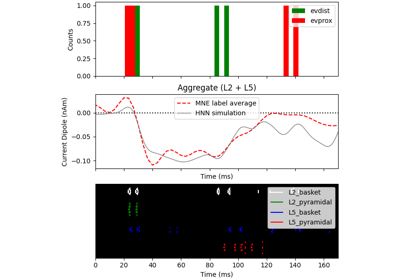 1.00
0.75
0.50
0.25
0.00
Counts
evdist
evprox
Aggregate (L2 + L5)
0.00
−0.05
−0.10
Current Dipole (nAm)
MNE label average
HNN simulation
Time (ms)
L2_basket
L2_pyramidal
L5_basket
L5_pyramidal
0 20 40 60 80 100 120 140 160
Time (ms)